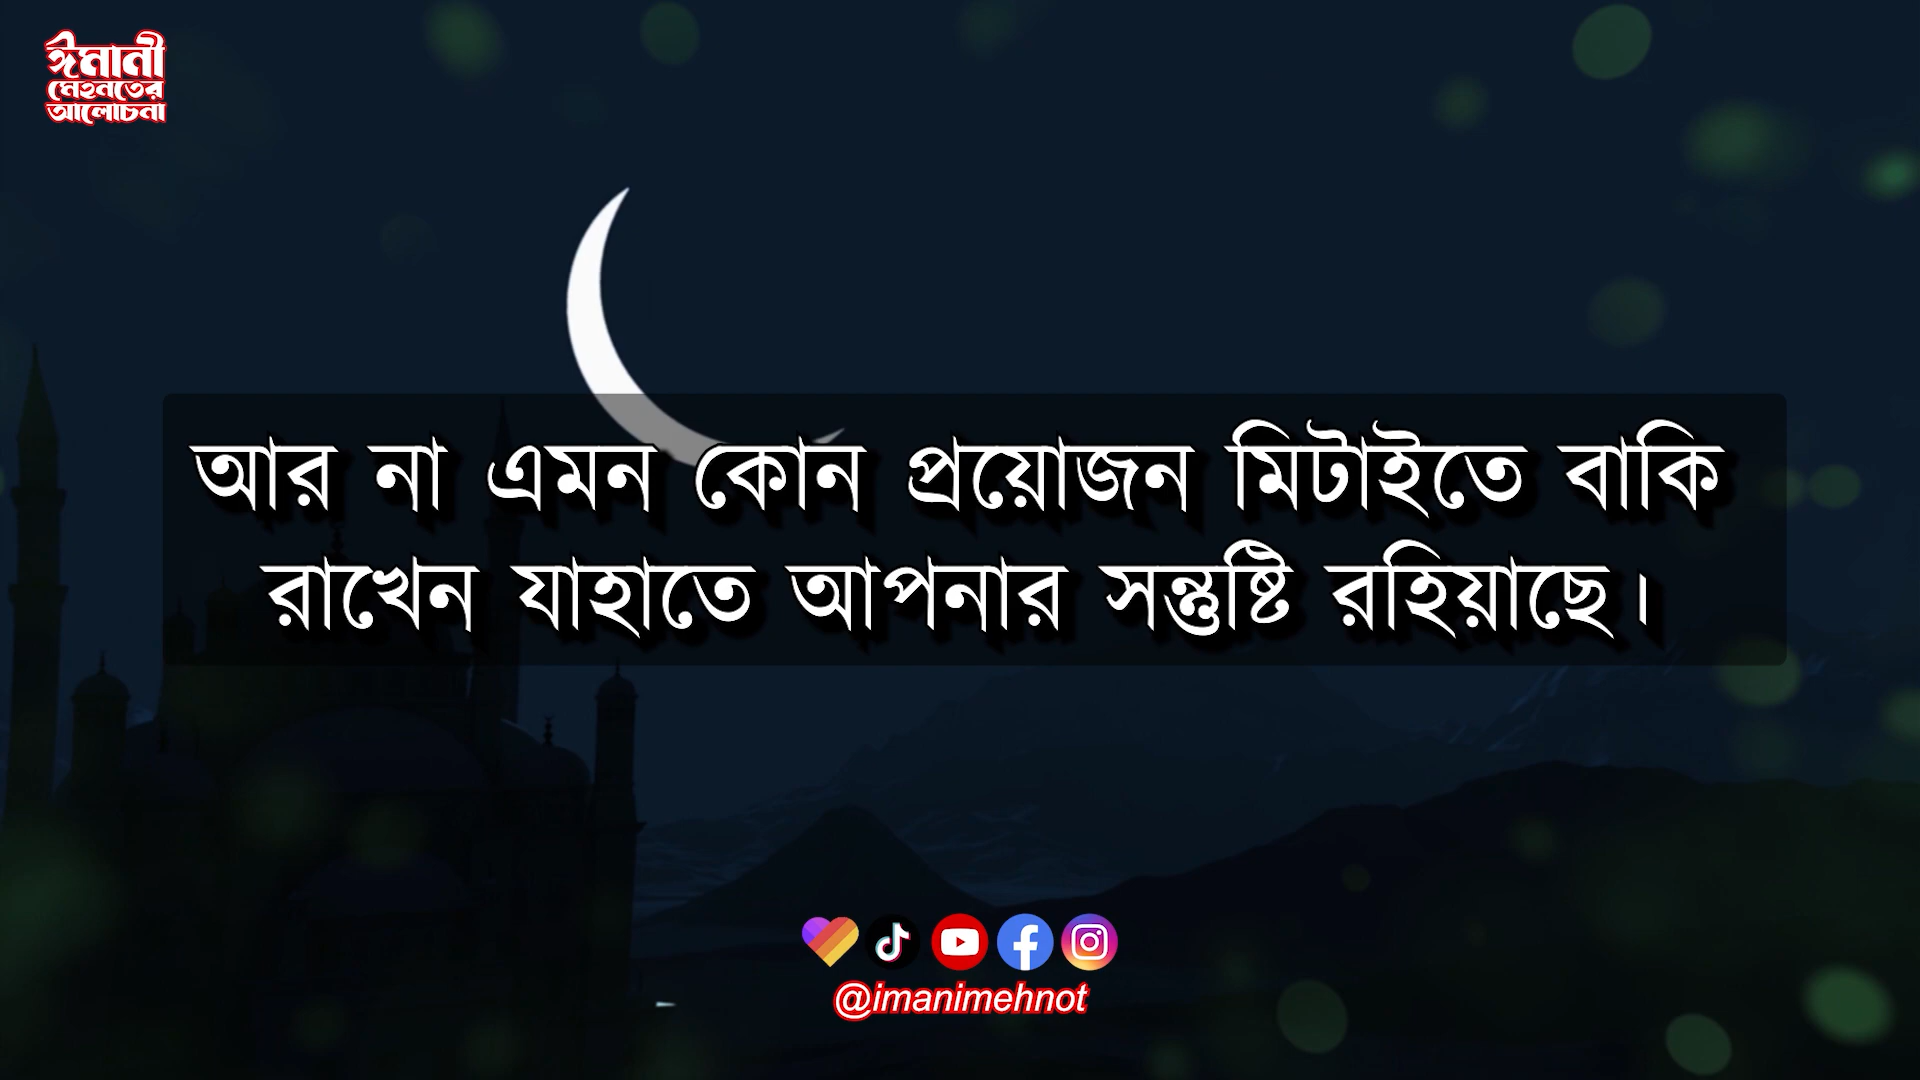 ঈমানী
মেহনতের
আলোচনা
আর না এমন কোন প্রয়োজন মিটাইতে বাকি
রাখেন যাহাতে আপনার সন্তুষ্টি রহিয়াছে।
@imanimehnot